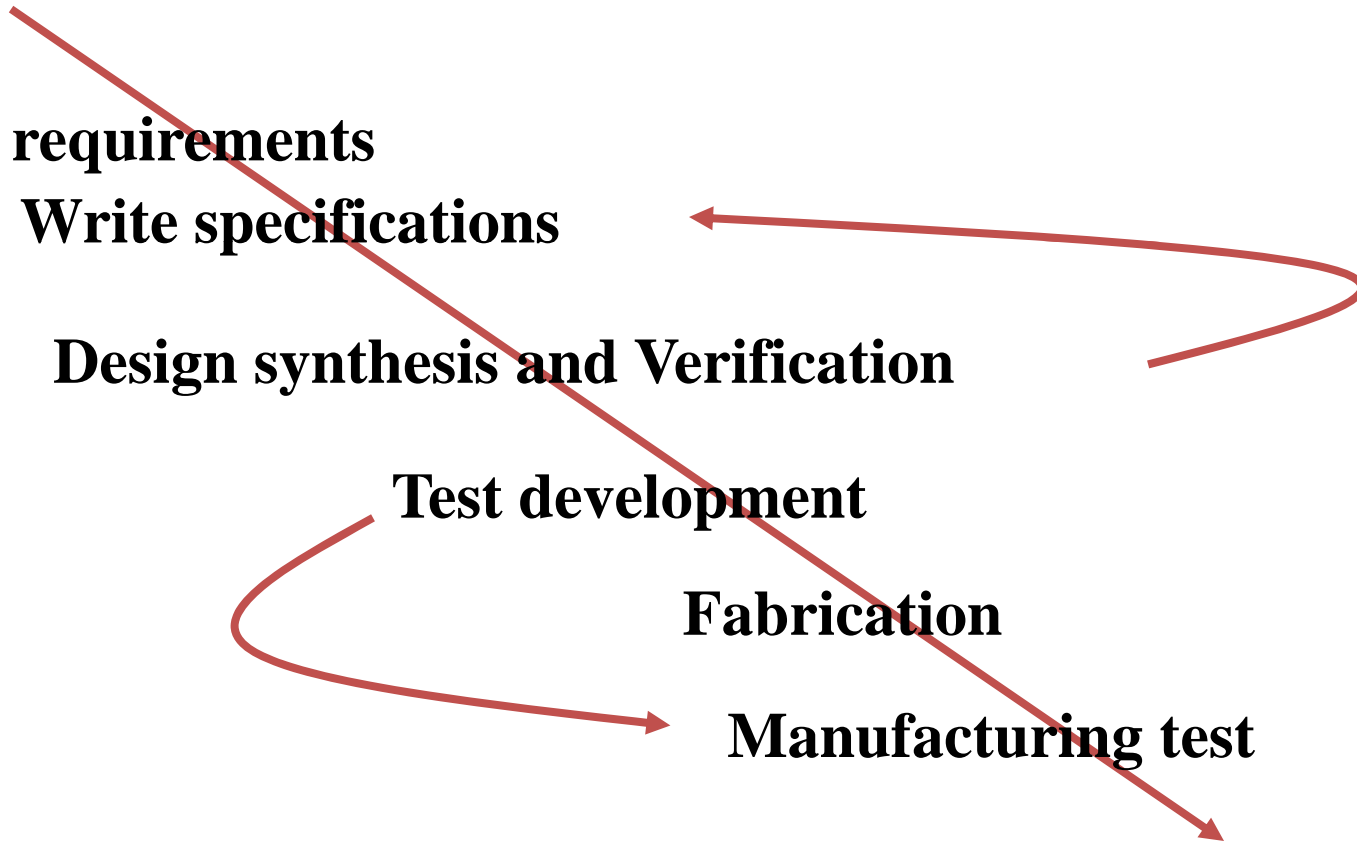 requirements
Write specifications
Design synthesis and Verification
Test development
Fabrication
Manufacturing test